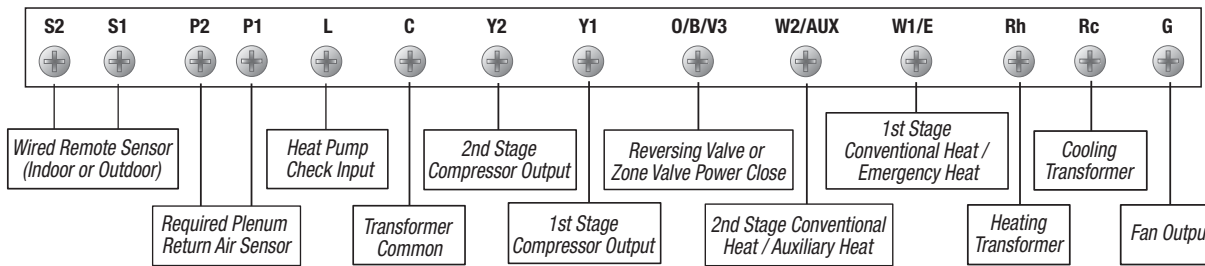 S2 S1 P2 P1 L C Y2 Y1 O/B/V3 W2/AUX W1/E Rh Rc G
Wired Remote Sensor
(Indoor or Outdoor)
Required Plenum
Return Air Sensor
Heat Pump
Check Input
Transformer
Common
2nd Stage
Compressor Output
1st Stage
Compressor Output
Reversing Valve or
Zone Valve Power Close
2nd Stage Conventional
Heat / Auxiliary Heat
1st Stage
Conventional Heat /
Emergency Heat
Heating
Transformer
Cooling
Transformer
Fan Output